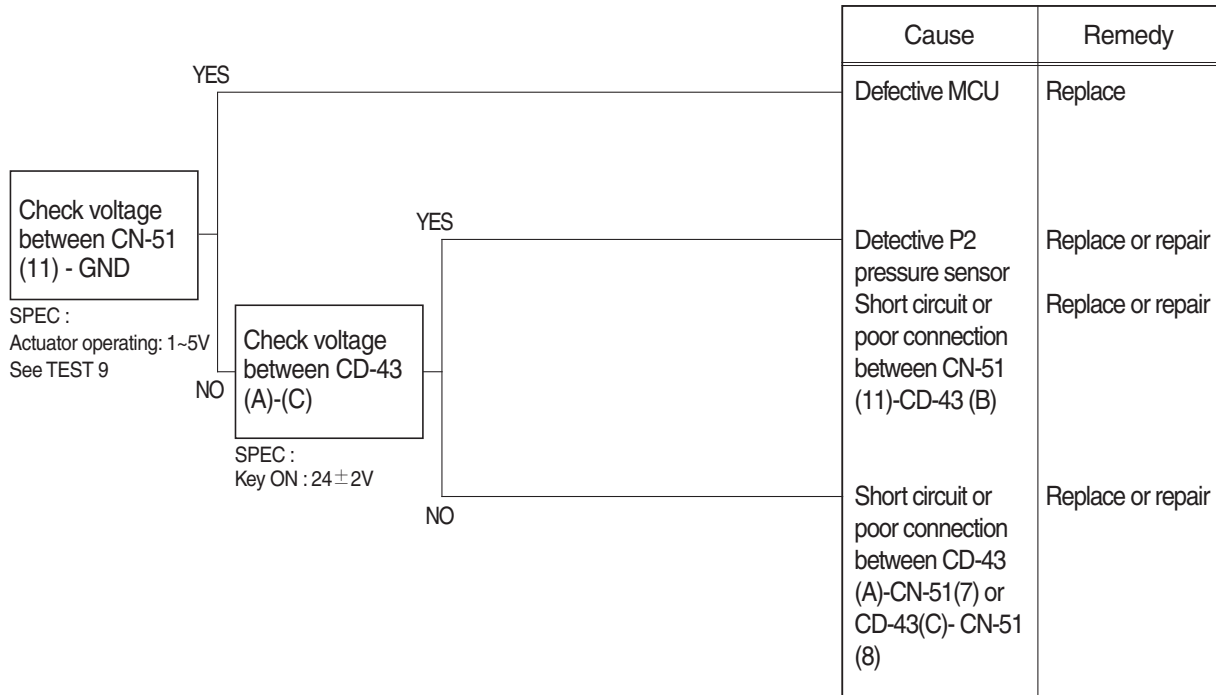 Cause Remedy
YES
Defective MCU Replace
Check voltage
between CN-51
(11) - GND
SPEC :
Actuator operating: 1~5V
See TEST 9
NO
Check voltage
between CD-43
(A)-(C)
SPEC :
Key ON : 24±2V
YES
Detective P2 Replace or repair
pressure sensor
Short circuit or Replace or repair
poor connection
between CN-51
(11)-CD-43 (B)
NO
Short circuit or Replace or repair
poor connection
between CD-43
(A)-CN-51(7) or
CD-43(C)- CN-51
(8)